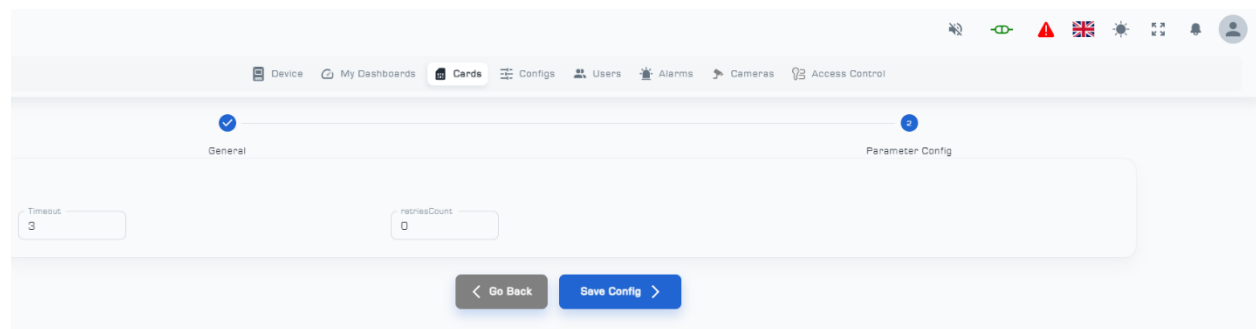 Device My Dashboards Cards Configs Users Alarms Cameras Access Control
2
General Parameter Config
Timeout retriesCount
3 0
Go Back Save Config